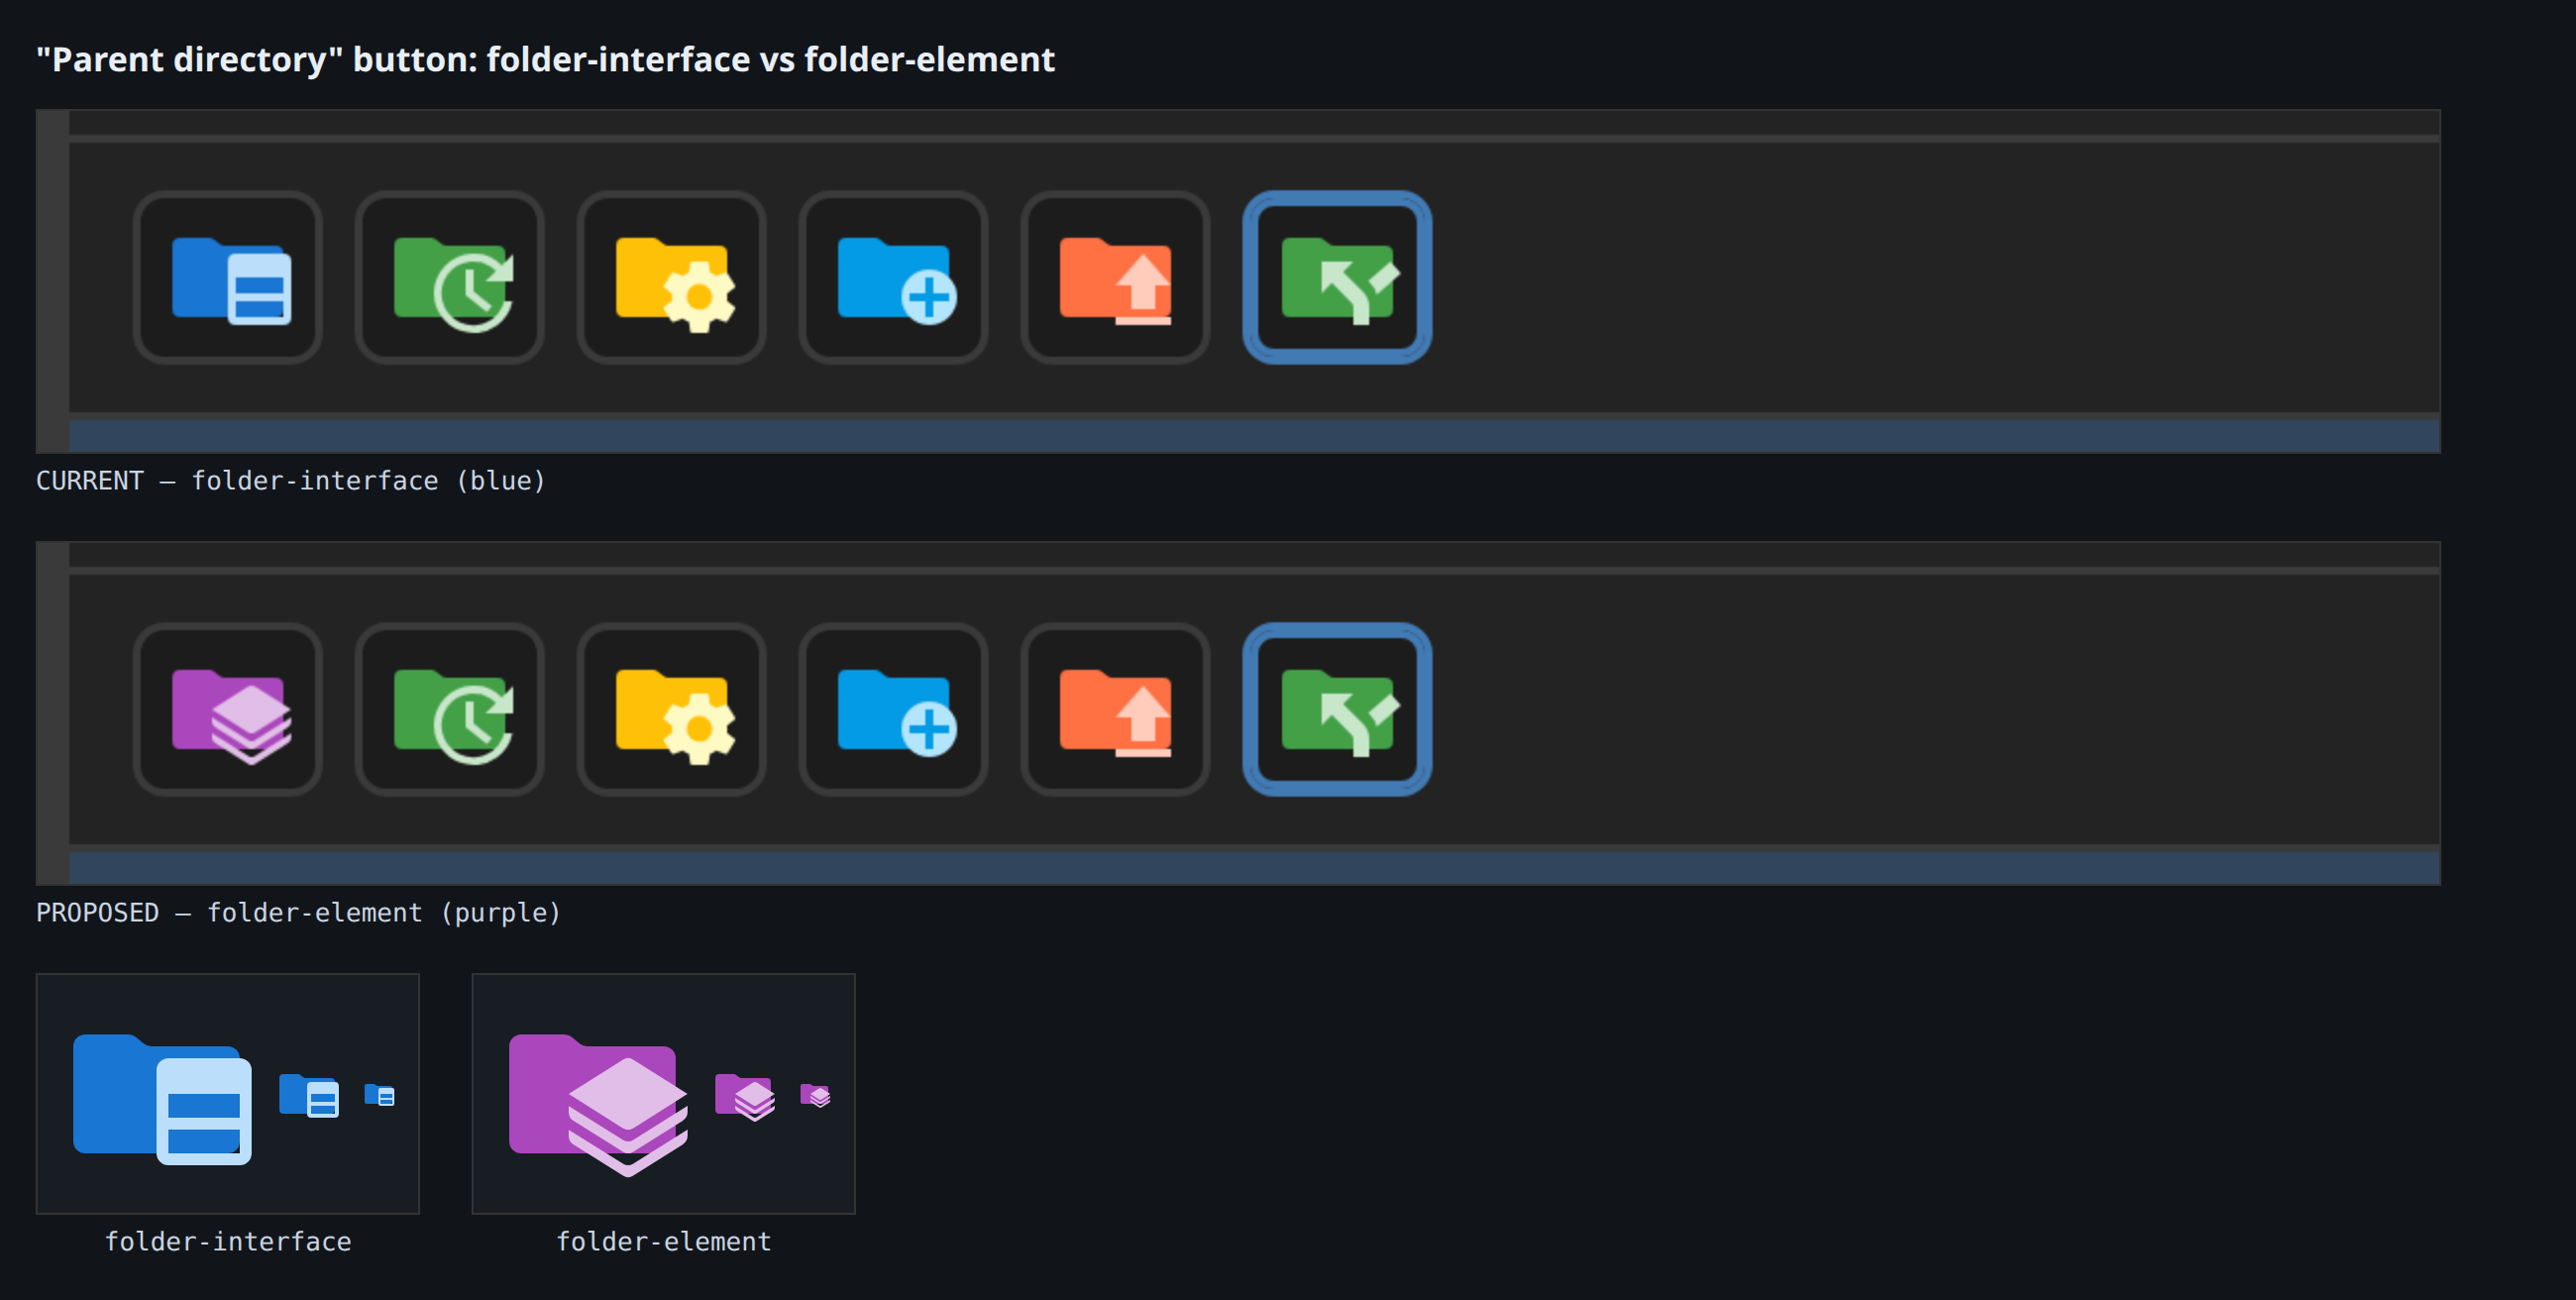 "Parent directory" button: folder-interface vs folder-element
CURRENT — folder-interface (blue)
PROPOSED — folder-element (purple)
folder-interface
folder-element